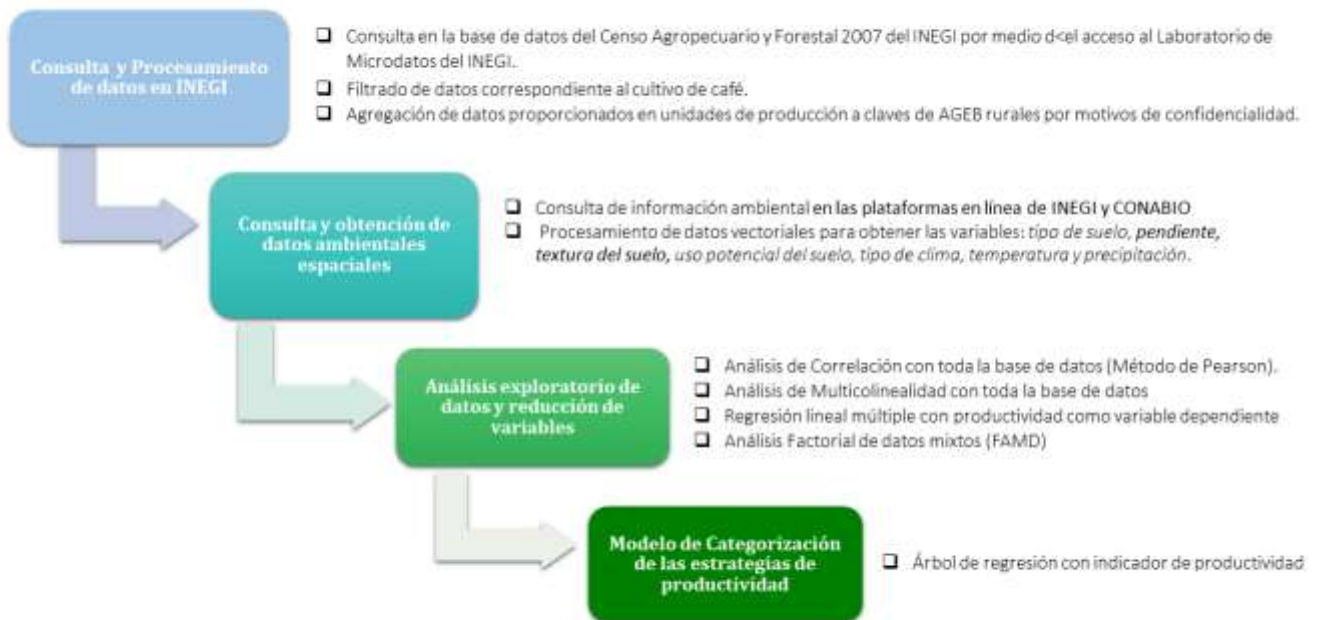 Consulta y Procesamiento
de datos en INEGI
❑ Consulta en la base de datos del Censo Agropecuario y Forestal 2007 del INEGI por medio d<el acceso al Laboratorio de
Microdatos del INEGI.
❑ Filtrado de datos correspondiente al cultivo de café.
❑ Agregación de datos proporcionados en unidades de producción a claves de AGEB rurales por motivos de confidencialidad.
Consulta y obtención de
datos ambientales
espaciales
❑ Consulta de información ambiental en las plataformas en línea de INEGI y CONABIO
❑ Procesamiento de datos vectoriales para obtener las variables: tipo de suelo, pendiente,
textura del suelo, uso potencial del suelo, tipo de clima, temperatura y precipitación.
Análisis exploratorio de
datos y reducción de
variables
❑ Análisis de Correlación con toda la base de datos (Método de Pearson).
❑ Análisis de Multicolinealidad con toda la base de datos
❑ Regresión lineal múltiple con productividad como variable dependiente
❑ Análisis Factorial de datos mixtos (FAMD)
Modelo de Categorización
de las estrategias de
productividad
❑ Árbol de regresión con indicador de productividad